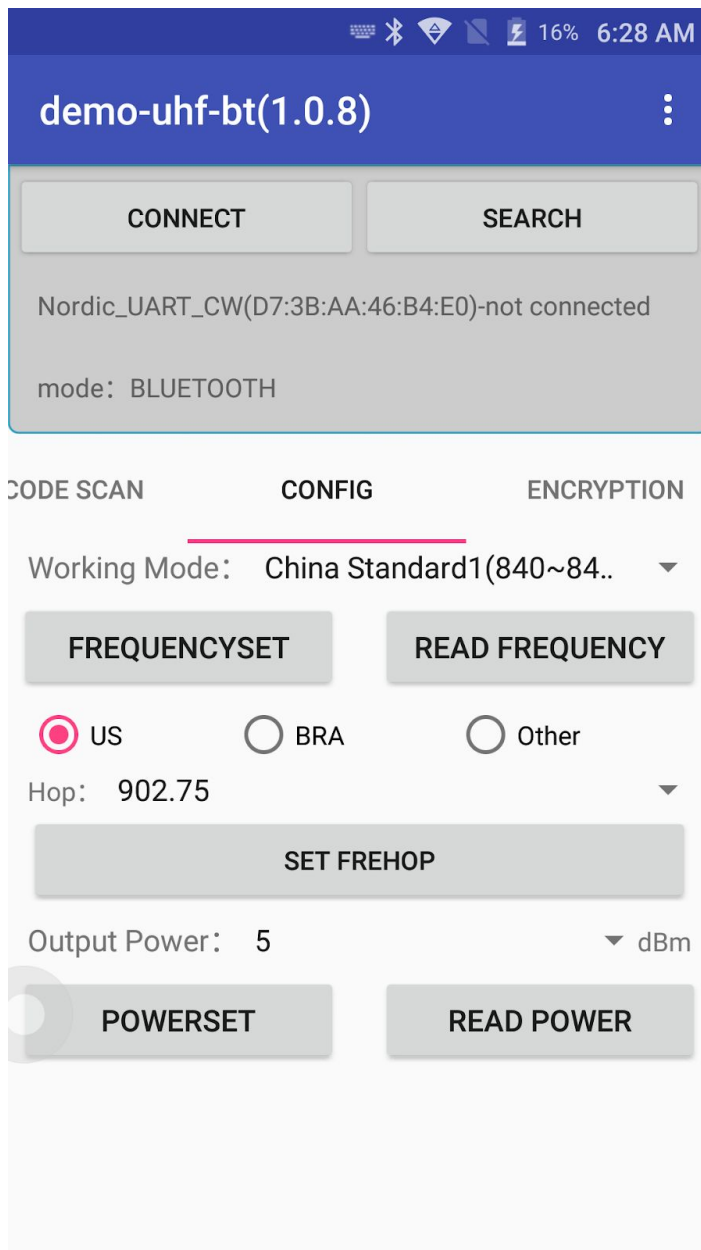 16% 6:28 AM
demo-uhf-bt(1.0.8)
CONNECT SEARCH
Nordic_UART_CW(D7:3B:AA:46:B4:E0)-not connected
mode：BLUETOOTH
CODE SCAN CONFIG ENCRYPTION
Working Mode： China Standard1(840~84..
FREQUENCYSET READ FREQUENCY
US BRA Other
Hop： 902.75
SET FREHOP
Output Power： 5 dBm
POWERSET READ POWER